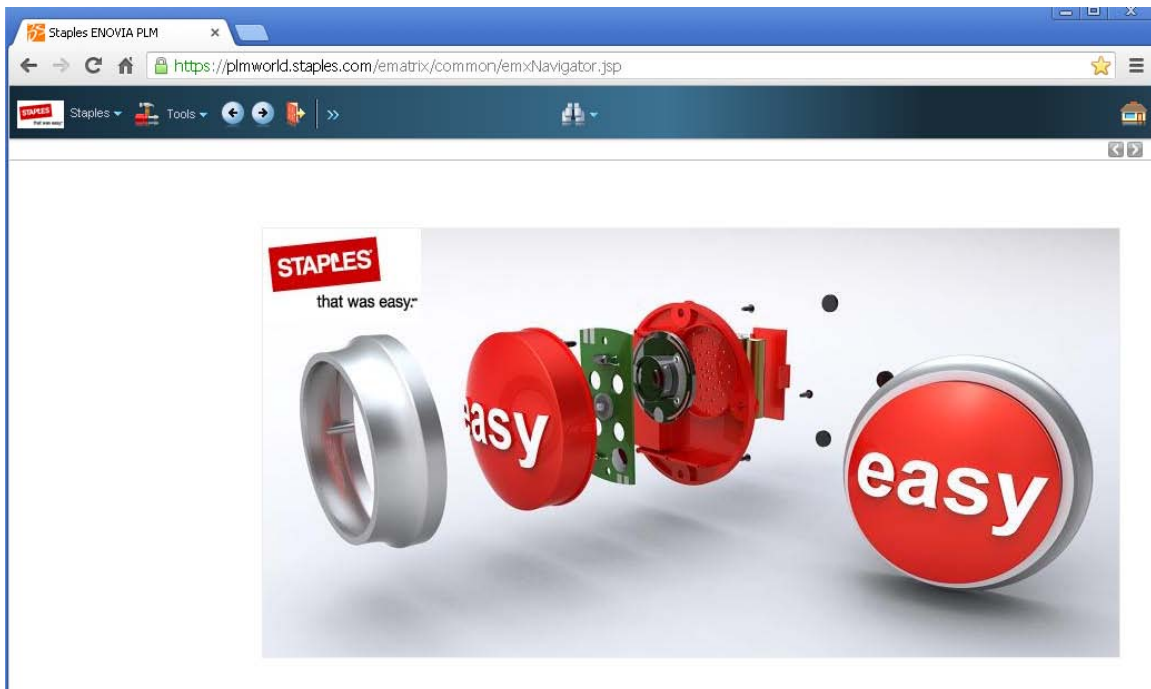 Staples ENOVIA PLM
https://plmworld.staples.com/ematrix/common/emxNavigator.jsp
STAPLES
Staples
Tools
STAPLES
that was easy.
easy
easy